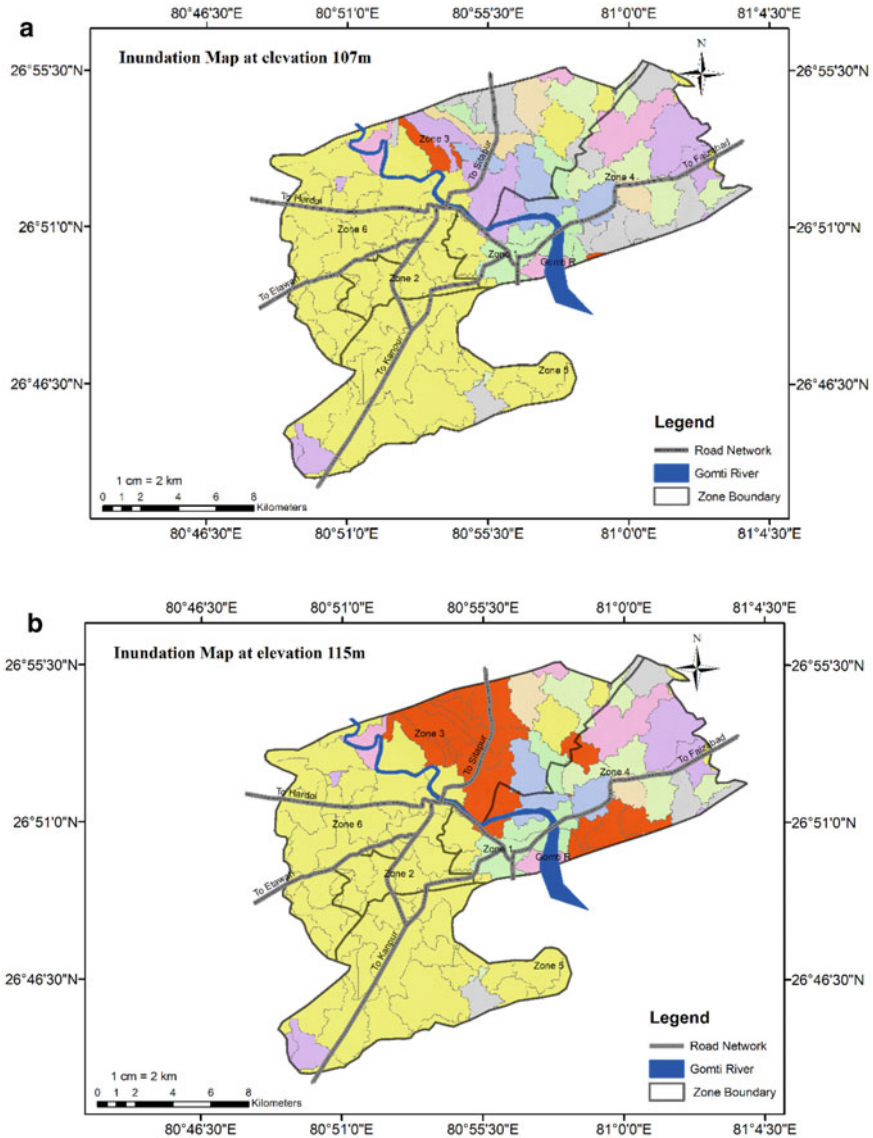 a
80°46'30"E 80°51'0"E 80°55'30"E 81°0'0"E 81°4'30"E
Inundation Map at elevation 107m
N
26°55'30"N 26°55'30"N
Zone 3
To Sitapur
Zone 4
To Faizabad
To Hardoi
26°51'0"N 26°51'0"N
Zone 6
Zone 1
Gomti R
Zone 2
To Etawah
To Kanpur
26°46'30"N 26°46'30"N
Zone 5
Legend
Road Network
Gomti River
Zone Boundary
1 cm = 2 km
0 1 2 4 6 8
Kilometers
80°46'30"E 80°51'0"E 80°55'30"E 81°0'0"E 81°4'30"E
b
80°46'30"E 80°51'0"E 80°55'30"E 81°0'0"E 81°4'30"E
Inundation Map at elevation 115m
N
26°55'30"N 26°55'30"N
Zone 3
To Sitapur
Zone 4
To Faizabad
To Hardoi
26°51'0"N 26°51'0"N
Zone 6
Zone 1
Gomti R
Zone 2
To Etawah
To Kanpur
26°46'30"N 26°46'30"N
Zone 5
Legend
Road Network
Gomti River
Zone Boundary
1 cm = 2 km
0 1 2 4 6 8
Kilometers
80°46'30"E 80°51'0"E 80°55'30"E 81°0'0"E 81°4'30"E